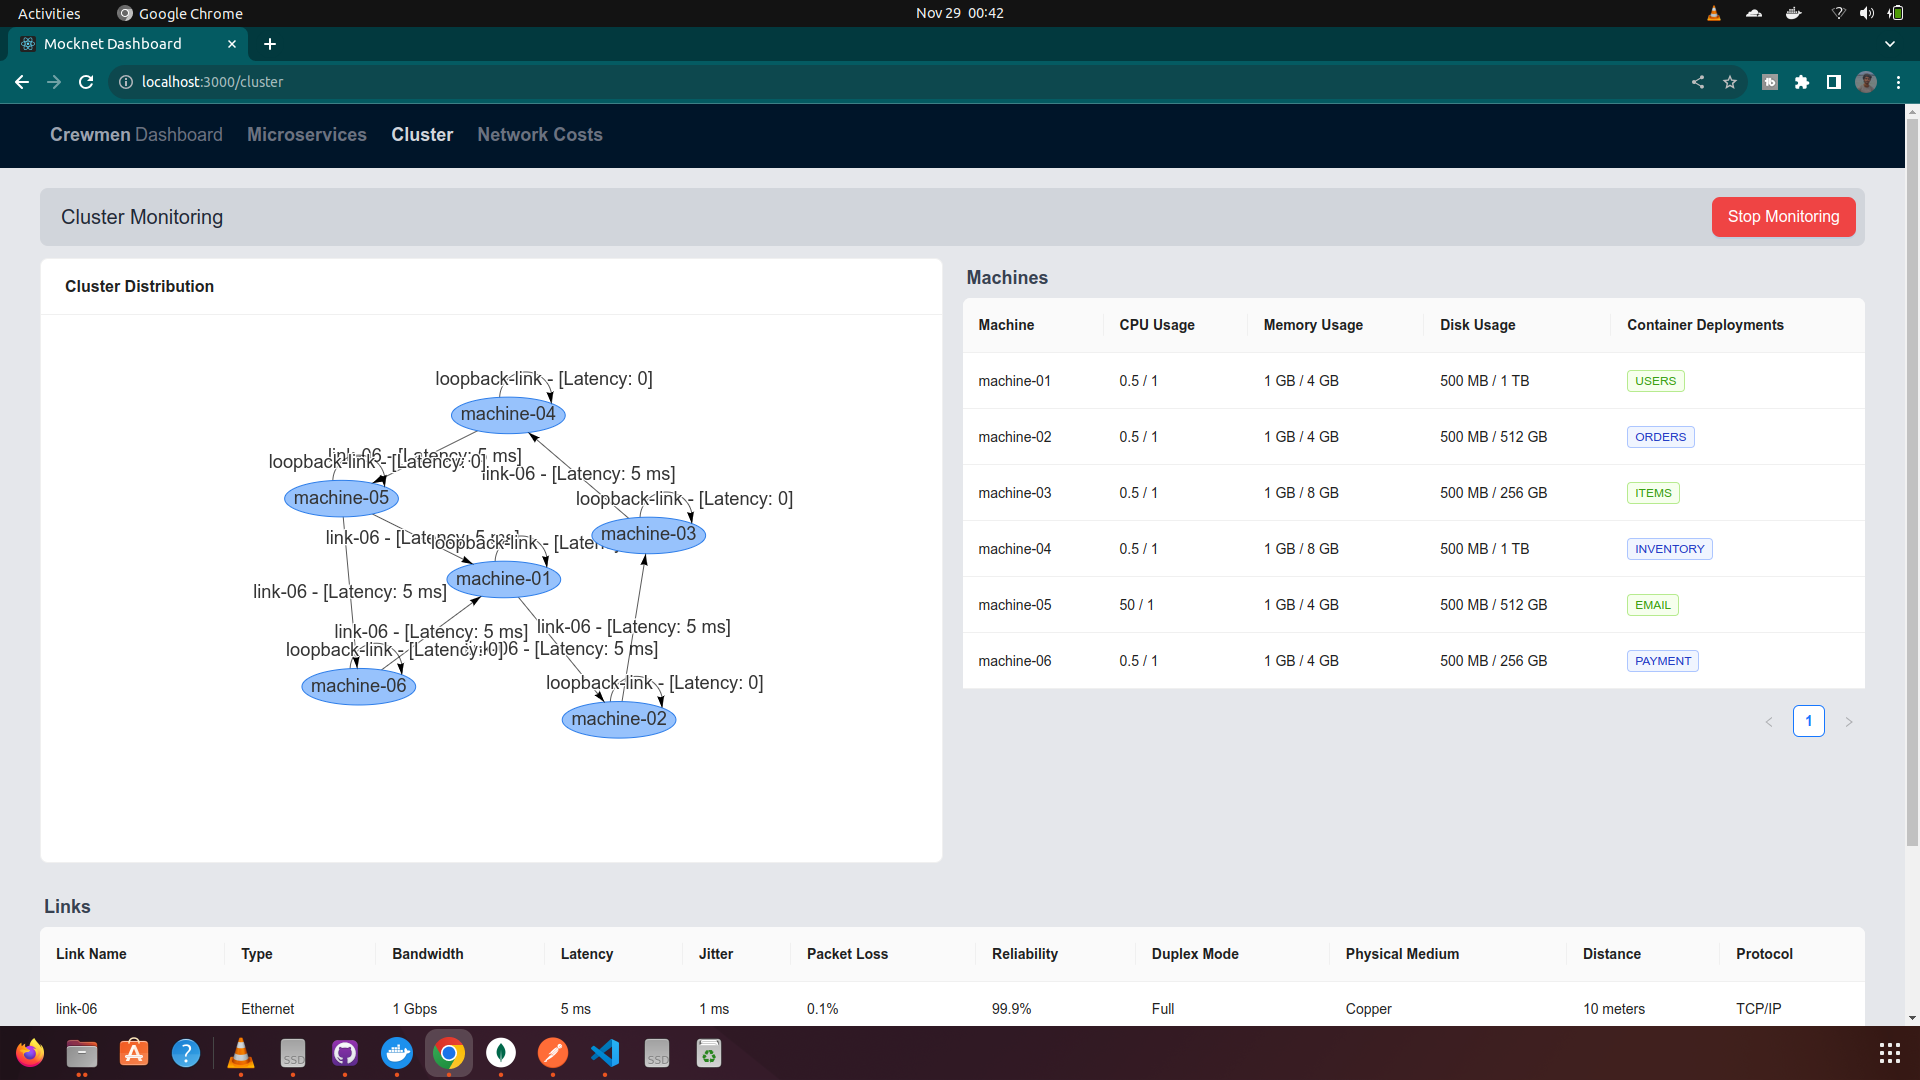 Activities
Google Chrome
Nov 29 00:42
Mocknet Dashboard
localhost:3000/cluster
Crewmen Dashboard Microservices Cluster Network Costs
Cluster Monitoring
Stop Monitoring
Cluster Distribution
loopback-link - [Latency: 0]
machine-04
link-06 - [Latency: 5 ms]
loopback-link - [Latency: 0]
link-06 - [Latency: 5 ms]
machine-05
loopback-link - [Latency: 0]
machine-03
link-06 - [Latency: 5 ms]
loopback-link - [Laten
machine-01
link-06 - [Latency: 5 ms]
link-06 - [Latency: 5 ms]
link-06 - [Latency: 5 ms]
loopback-link - [Latency: 0]
06 - [Latency: 5 ms]
machine-06
loopback-link - [Latency: 0]
machine-02
Machines
Machine CPU Usage Memory Usage Disk Usage Container Deployments
machine-01 0.5 / 1 1 GB / 4 GB 500 MB / 1 TB USERS
machine-02 0.5 / 1 1 GB / 4 GB 500 MB / 512 GB ORDERS
machine-03 0.5 / 1 1 GB / 8 GB 500 MB / 256 GB ITEMS
machine-04 0.5 / 1 1 GB / 8 GB 500 MB / 1 TB INVENTORY
machine-05 50 / 1 1 GB / 4 GB 500 MB / 512 GB EMAIL
machine-06 0.5 / 1 1 GB / 4 GB 500 MB / 256 GB PAYMENT
1
Links
Link Name Type Bandwidth Latency Jitter Packet Loss Reliability Duplex Mode Physical Medium Distance Protocol
link-06 Ethernet 1 Gbps 5 ms 1 ms 0.1% 99.9% Full Copper 10 meters TCP/IP
SSD
SSD